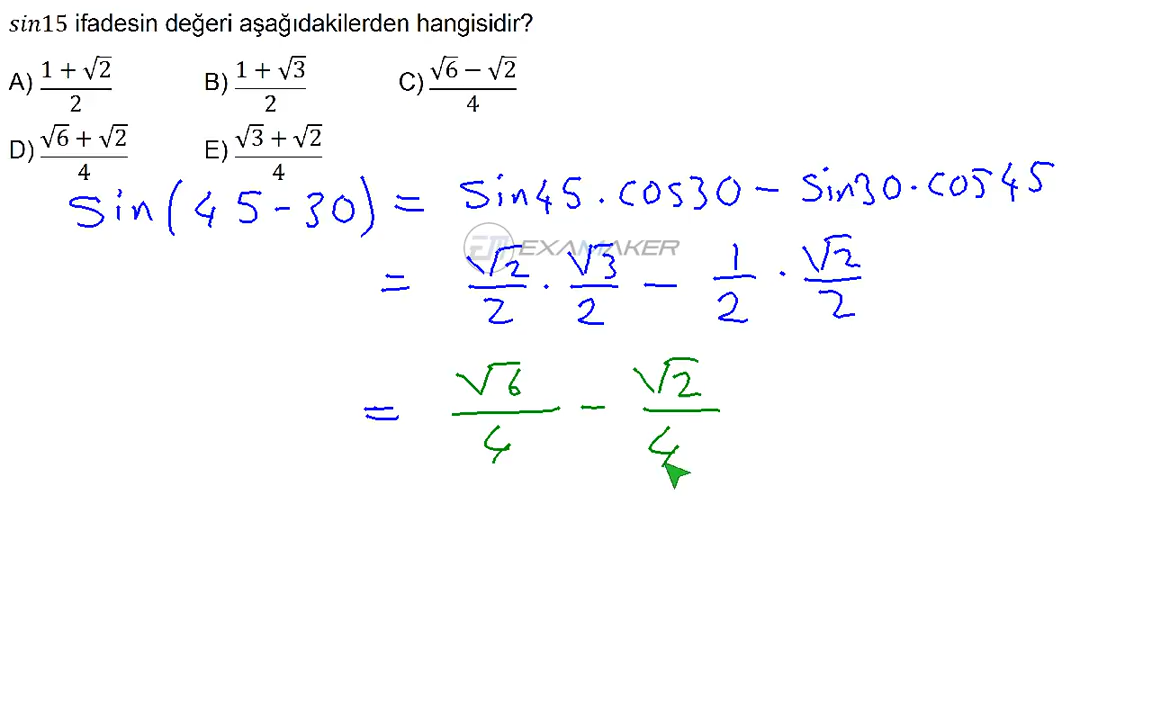 sin15 ifadesin değeri aşağıdakilerden hangisidir?
A) (1 + √2)/2 B) (1 + √3)/2 C) (√6 − √2)/4
D) (√6 + √2)/4 E) (√3 + √2)/4
sin(45-30) = sin45.cos30 - sin30.cos45
EXAMAKER
= √2/2 . √3/2 - 1/2 . √2/2
= √6/4 - √2/4